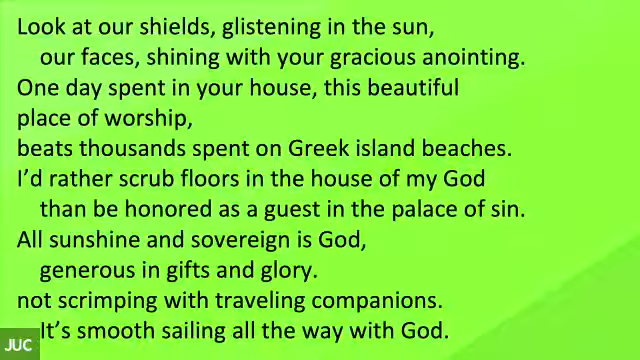 Look at our shields, glistening in the sun,
our faces, shining with your gracious anointing.
One day spent in your house, this beautiful
place of worship,
beats thousands spent on Greek island beaches.
I’d rather scrub floors in the house of my God
than be honored as a guest in the palace of sin.
All sunshine and sovereign is God,
generous in gifts and glory.
not scrimping with traveling companions.
It’s smooth sailing all the way with God.
JUC